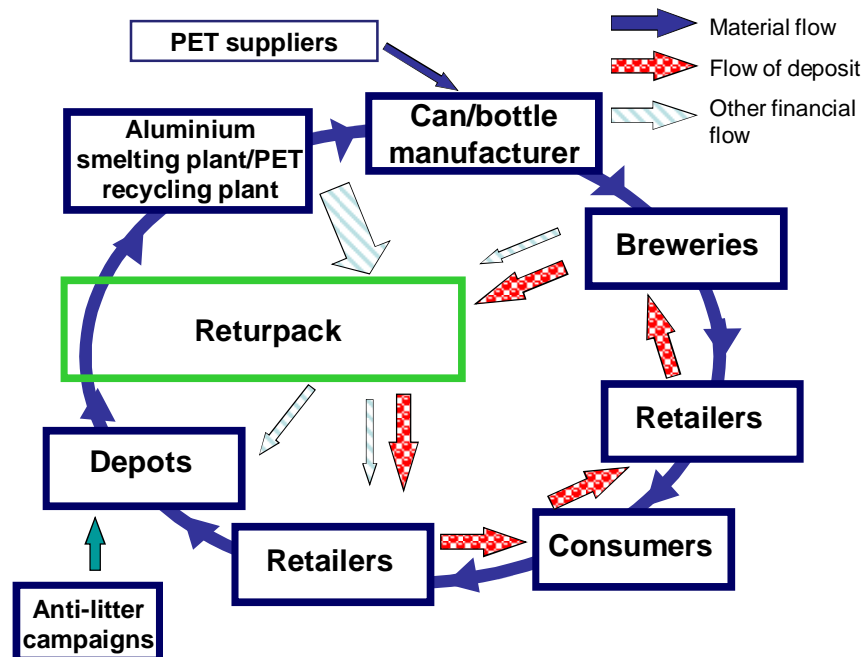 PET suppliers
Material flow
Flow of deposit
Other financial
flow
Aluminium
smelting plant/PET
recycling plant
Can/bottle
manufacturer
Breweries
Returpack
Retailers
Depots
Retailers
Consumers
Anti-litter
campaigns